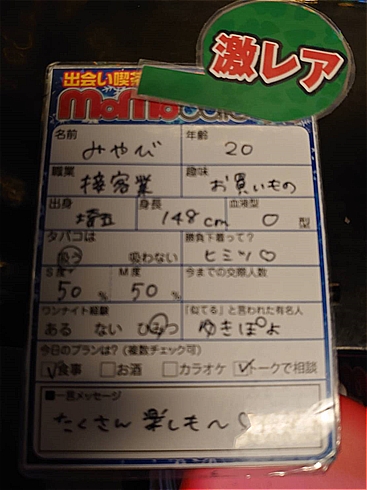 激レア
出会い喫茶
MoMo Cafe
名前 みやび 年齢 20
職業 接客業 趣味 お買いもの
出身 埼玉 身長 148cm 血液型 O 型
タバコは 吸う 吸わない 勝負下着って? ヒミツ♡
S度 50 % M度 50 % 今までの交際人数
ワンナイト経験 ある ない ひみつ 「似てる」と言われた有名人 ゆきぽよ
今日のプランは?(複数チェック可)
☑食事 □お酒 □カラオケ ☑トークで相談
■一言メッセージ
たくさん楽しも〜♡